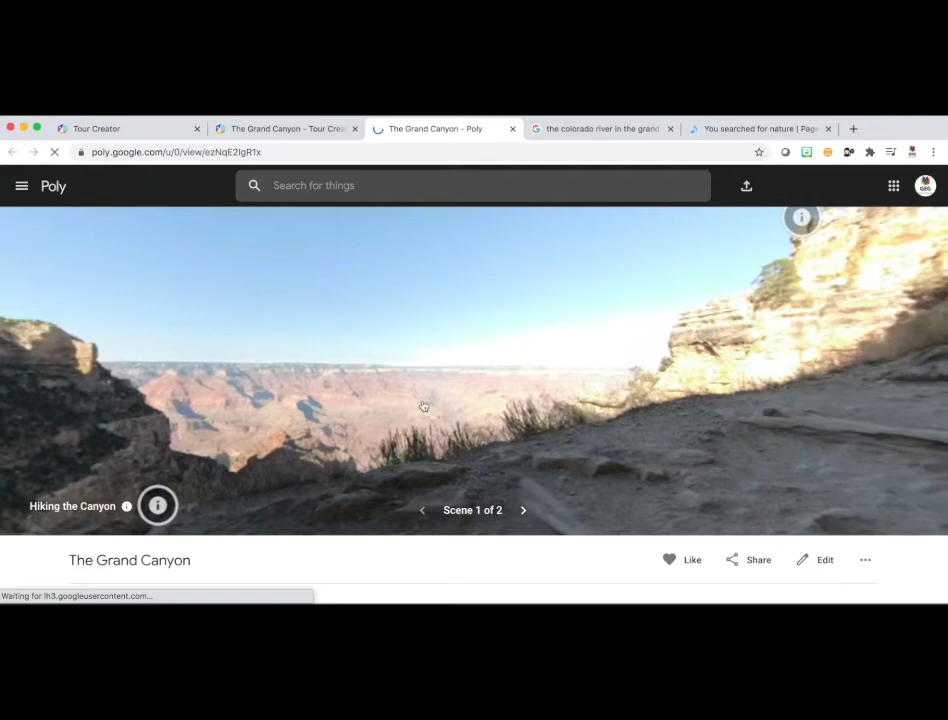 Tour Creator
The Grand Canyon - Tour Crea
The Grand Canyon - Poly
the colorado river in the grand
You searched for nature | Page
poly.google.com/u/0/view/ezNqE2IgR1x
Poly
Search for things
GEG
Hiking the Canyon
Scene 1 of 2
The Grand Canyon
Like
Share
Edit
Waiting for lh3.googleusercontent.com...